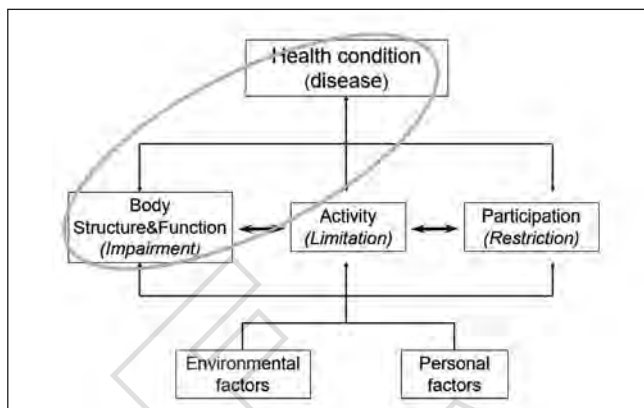 Health condition
(disease)
Body
Structure&Function
(Impairment)
Activity
(Limitation)
Participation
(Restriction)
Environmental
factors
Personal
factors